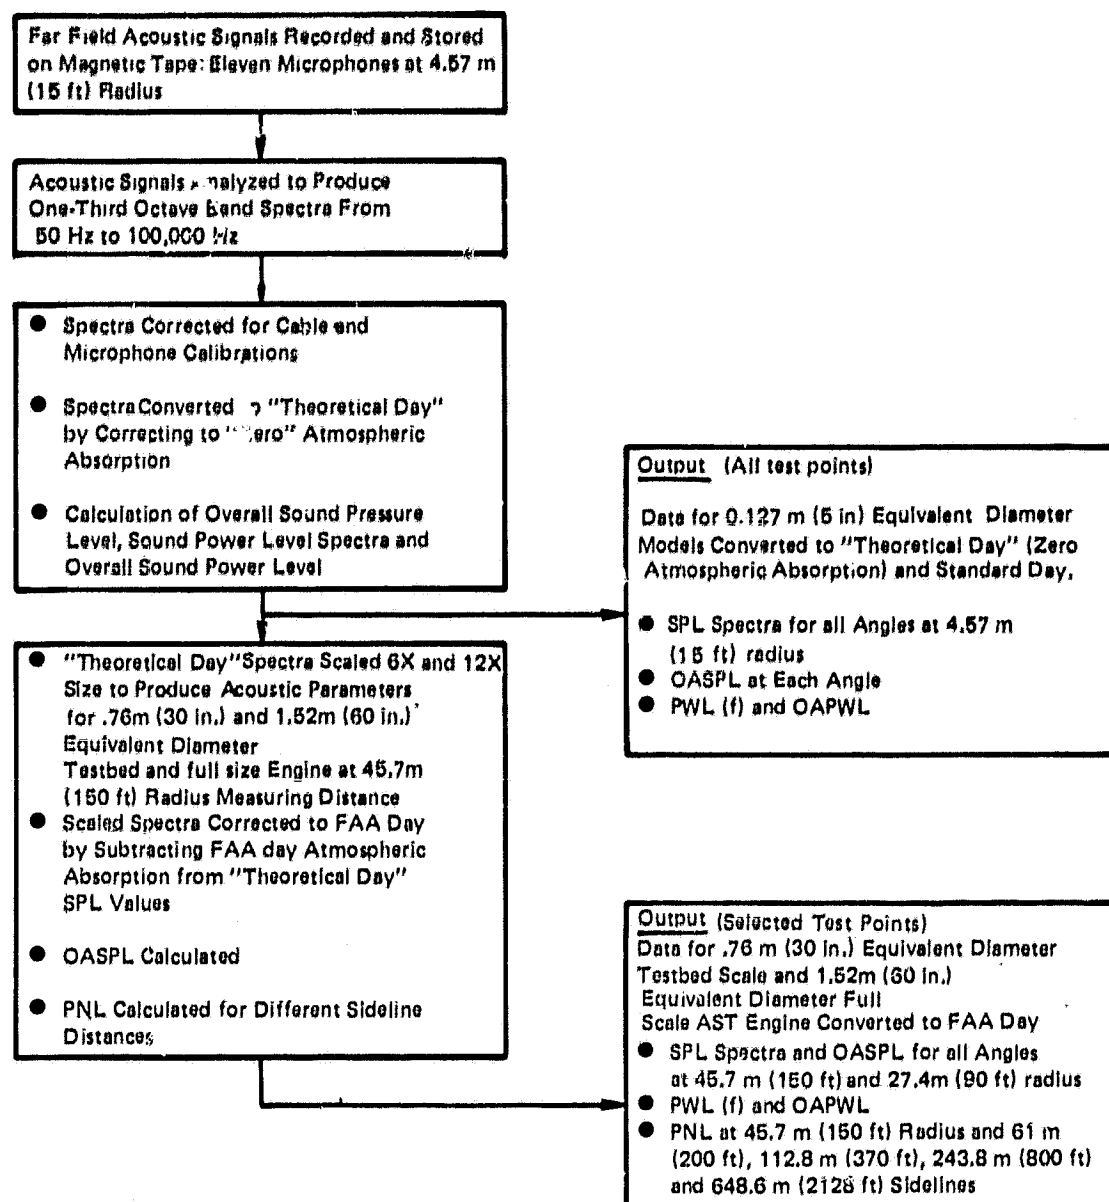 Far Field Acoustic Signals Recorded and Stored
on Magnetic Tape: Eleven Microphones at 4.57 m
(15 ft) Radius
Acoustic Signals Analyzed to Produce
One-Third Octave Band Spectra From
50 Hz to 100,000 Hz
● Spectra Corrected for Cable and
Microphone Calibrations
● Spectra Converted to "Theoretical Day"
by Correcting to "Zero" Atmospheric
Absorption
● Calculation of Overall Sound Pressure
Level, Sound Power Level Spectra and
Overall Sound Power Level
Output (All test points)
Data for 0.127 m (5 in) Equivalent Diameter
Models Converted to "Theoretical Day" (Zero
Atmospheric Absorption) and Standard Day.
● SPL Spectra for all Angles at 4.57 m
(15 ft) radius
● OASPL at Each Angle
● PWL (f) and OAPWL
● "Theoretical Day" Spectra Scaled 6X and 12X
Size to Produce Acoustic Parameters
for .76m (30 in.) and 1.52m (60 in.)
Equivalent Diameter
Testbed and full size Engine at 45.7m
(150 ft) Radius Measuring Distance
● Scaled Spectra Corrected to FAA Day
by Subtracting FAA day Atmospheric
Absorption from "Theoretical Day"
SPL Values
● OASPL Calculated
● PNL Calculated for Different Sideline
Distances
Output (Selected Test Points)
Data for .76 m (30 in.) Equivalent Diameter
Testbed Scale and 1.52m (60 in.)
Equivalent Diameter Full
Scale AST Engine Converted to FAA Day
● SPL Spectra and OASPL for all Angles
at 45.7 m (150 ft) and 27.4m (90 ft) radius
● PWL (f) and OAPWL
● PNL at 45.7 m (150 ft) Radius and 61 m
(200 ft), 112.8 m (370 ft), 243.8 m (800 ft)
and 648.6 m (2128 ft) Sidelines